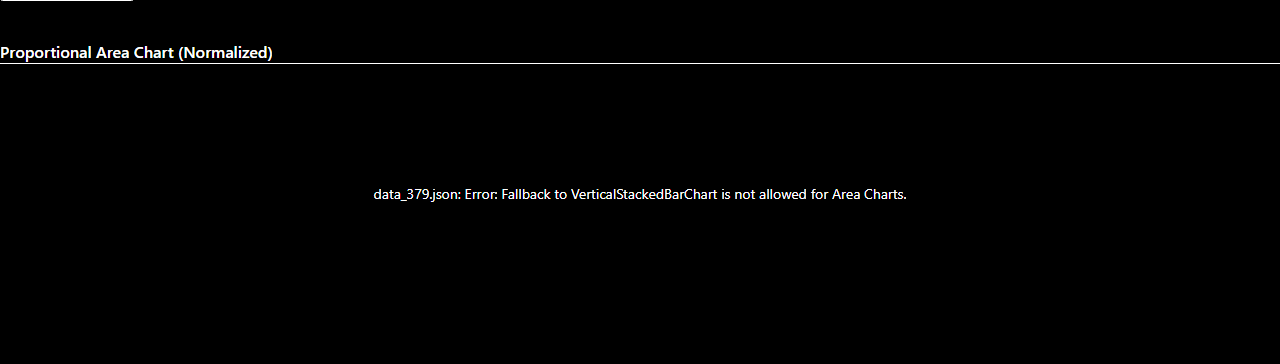 Proportional Area Chart (Normalized)
data_379.json: Error: Fallback to VerticalStackedBarChart is not allowed for Area Charts.